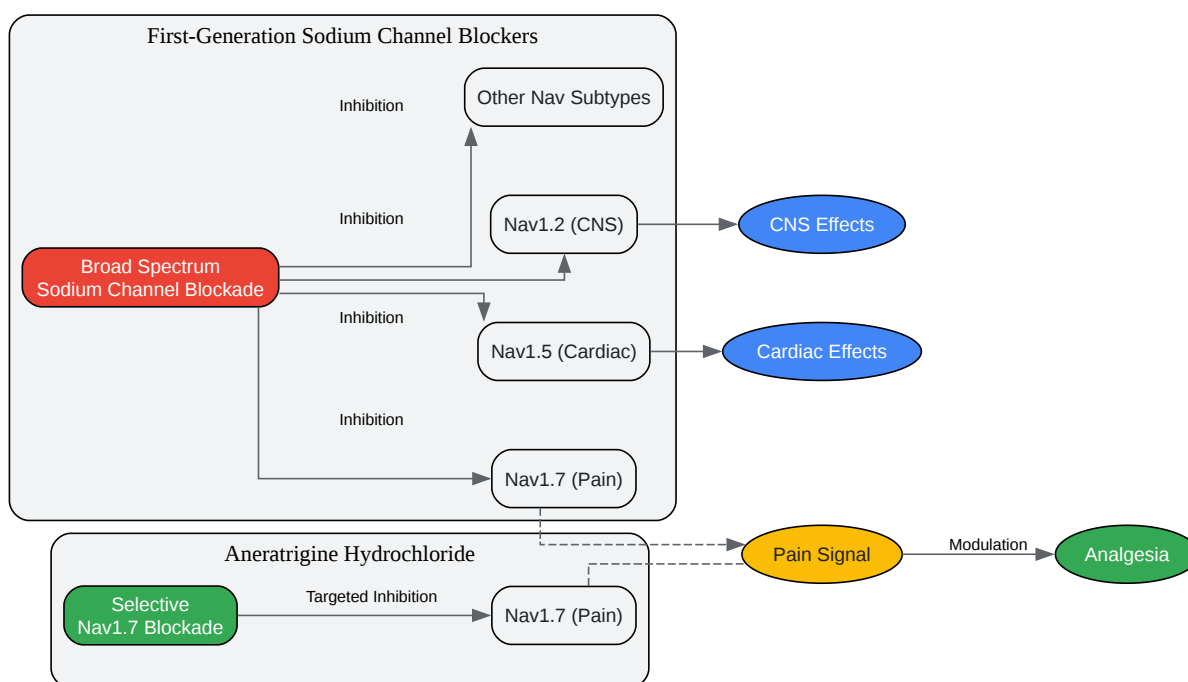 First-Generation Sodium Channel Blockers
Inhibition
Other Nav Subtypes
Inhibition
Nav1.2 (CNS)
CNS Effects
Broad Spectrum
Sodium Channel Blockade
Inhibition
Nav1.5 (Cardiac)
Cardiac Effects
Inhibition
Nav1.7 (Pain)
Aneratrigine Hydrochloride
Pain Signal
Modulation
Analgesia
Selective
Nav1.7 Blockade
Targeted Inhibition
Nav1.7 (Pain)